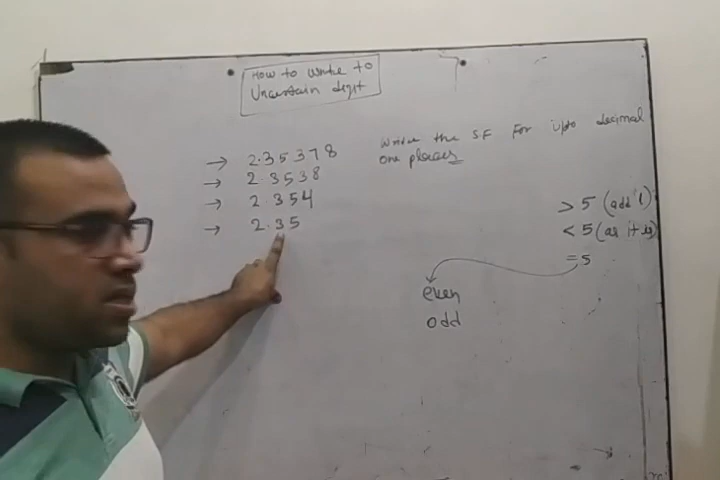 How to Write to
Uncertain digit
Write the SF For upto decimal
one places
→ 2.35378
→ 2.3538
→ 2.354
→ 2.35
> 5 (add 1)
< 5 (as it is)
= 5
even
odd